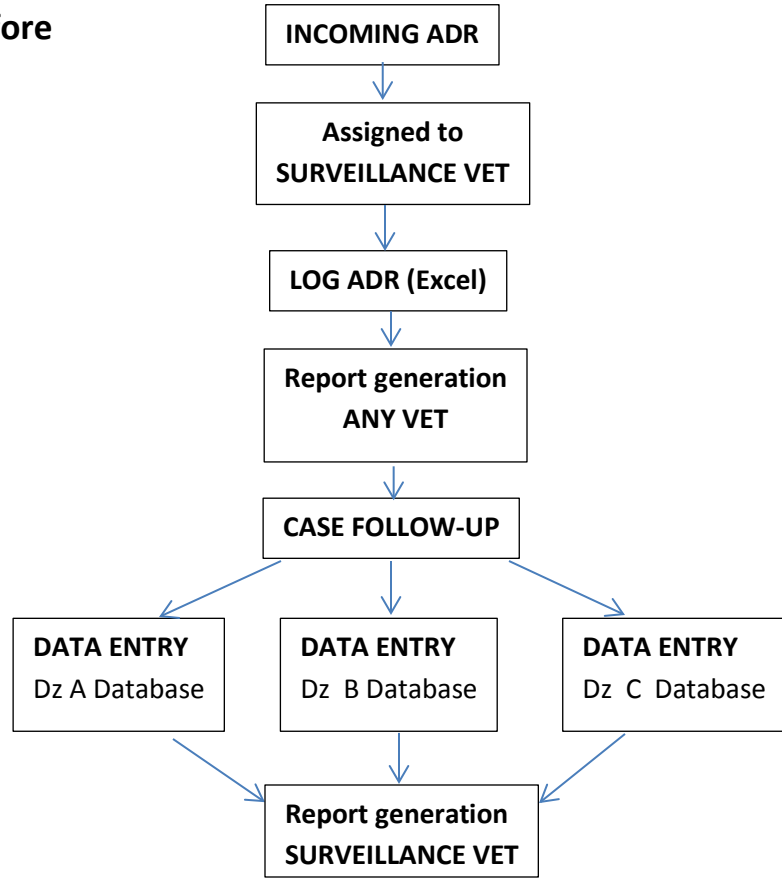 ore
INCOMING ADR
Assigned to
SURVEILLANCE VET
LOG ADR (Excel)
Report generation
ANY VET
CASE FOLLOW-UP
DATA ENTRY
Dz A Database
DATA ENTRY
Dz B Database
DATA ENTRY
Dz C Database
Report generation
SURVEILLANCE VET